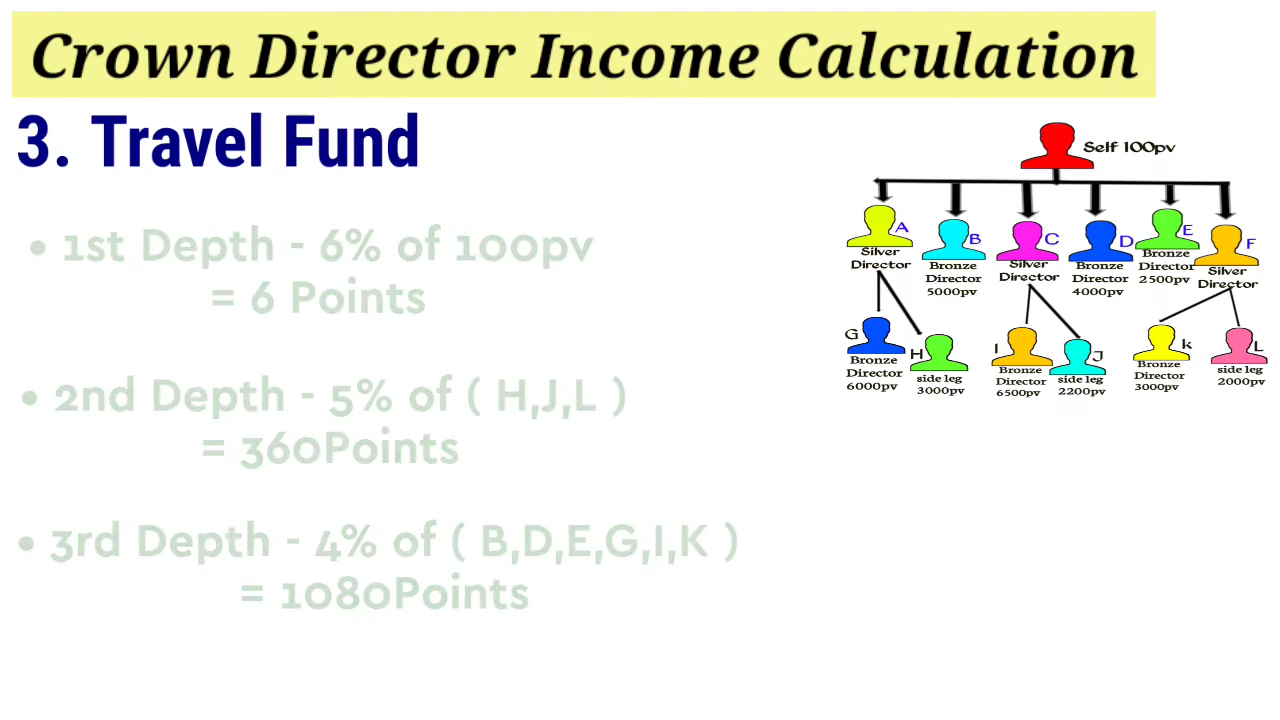 Crown Director Income Calculation
3. Travel Fund
• 1st Depth - 6% of 100pv
= 6 Points
• 2nd Depth - 5% of ( H,J,L )
= 360Points
• 3rd Depth - 4% of ( B,D,E,G,I,K )
= 1080Points
Self 100pv
A
Silver
Director
B
Bronze
Director
5000pv
C
Silver
Director
D
Bronze
Director
4000pv
E
Bronze
Director
2500pv
F
Silver
Director
G
Bronze
Director
6000pv
H
side leg
3000pv
I
Bronze
Director
6500pv
J
side leg
2200pv
k
Bronze
Director
3000pv
L
side leg
2000pv